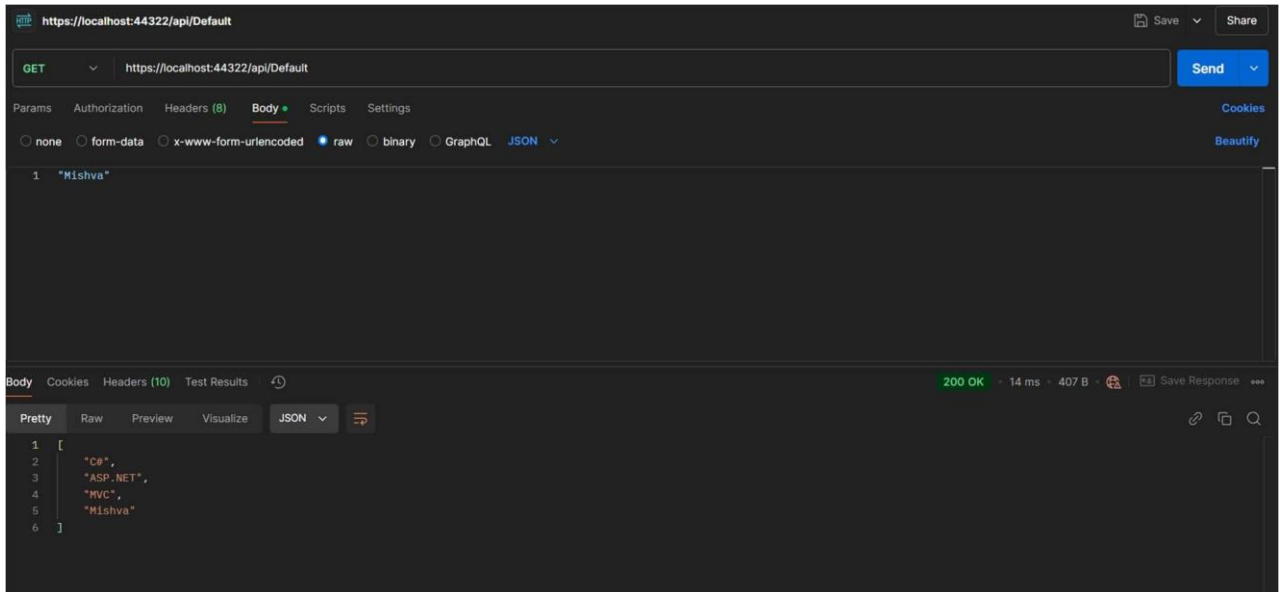 HTTP https://localhost:44322/api/Default Save Share
GET https://localhost:44322/api/Default Send
Params Authorization Headers (8) Body Scripts Settings Cookies
none form-data x-www-form-urlencoded raw binary GraphQL JSON Beautify
1 "Mishva"
Body Cookies Headers (10) Test Results 200 OK 14 ms 407 B Save Response
Pretty Raw Preview Visualize JSON
1 [
2 "C#",
3 "ASP.NET",
4 "MVC",
5 "Mishva"
6 ]